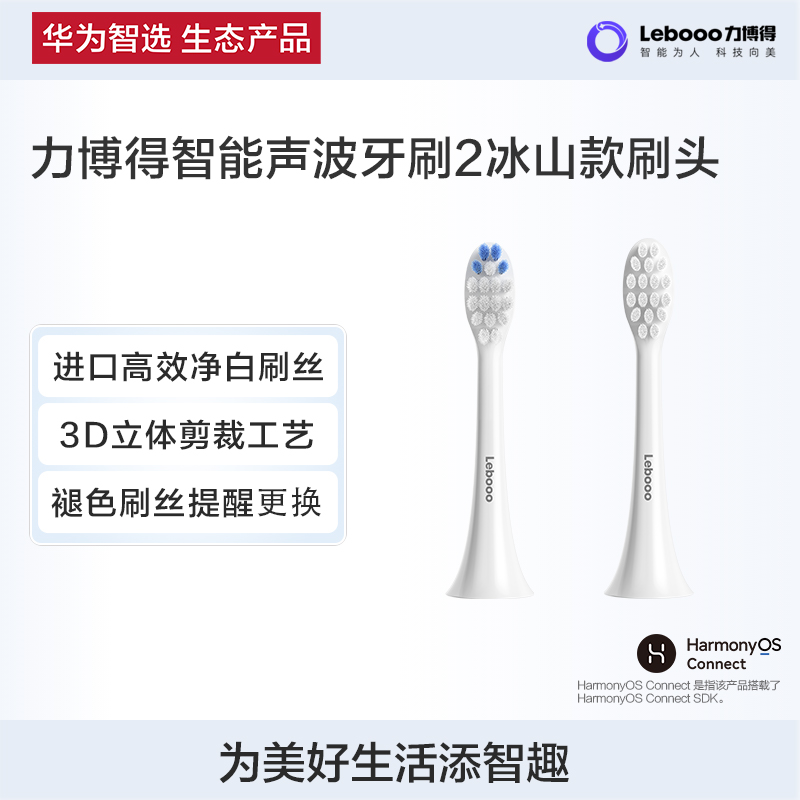 华为智选 生态产品
Lebooo力博得
智能为人 科技向美
力博得智能声波牙刷2冰山款刷头
进口高效净白刷丝
3D立体剪裁工艺
褪色刷丝提醒更换
Lebooo
Lebooo
HarmonyOS
Connect
HarmonyOS Connect 是指该产品搭载了
HarmonyOS Connect SDK。
为美好生活添智趣